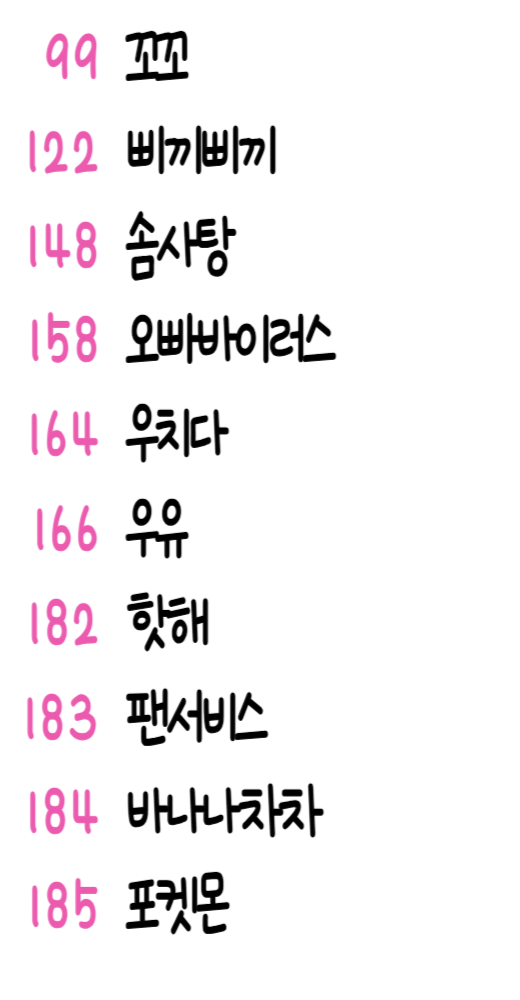 99 꼬꼬
122 삐끼삐끼
148 솜사탕
158 오빠바이러스
164 우치다
166 우유
182 핫해
183 팬서비스
184 바나나차차
185 포켓몬